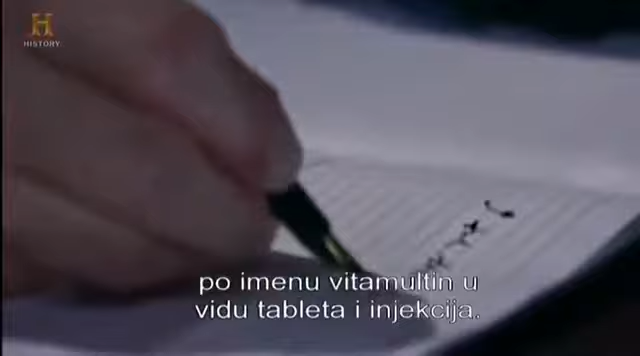 HISTORY
po imenu vitamultin u
vidu tableta i injekcija.